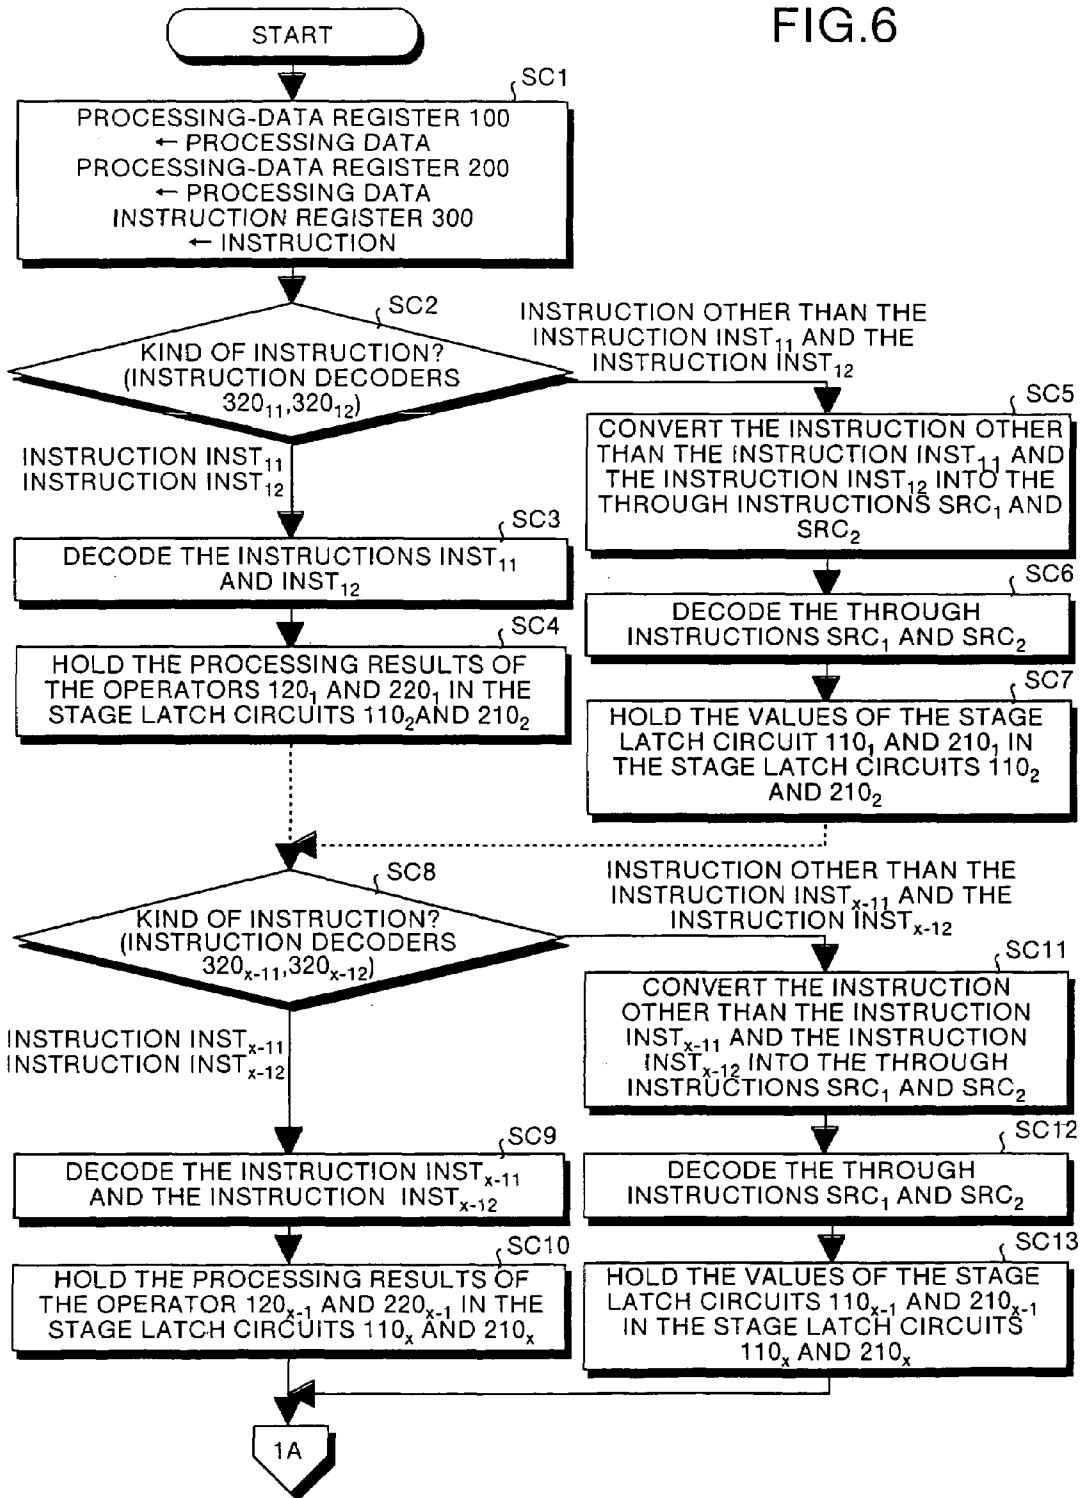 FIG.6
START
SC1
PROCESSING-DATA REGISTER 100
← PROCESSING DATA
PROCESSING-DATA REGISTER 200
← PROCESSING DATA
INSTRUCTION REGISTER 300
← INSTRUCTION
SC2
KIND OF INSTRUCTION?
(INSTRUCTION DECODERS
320₁₁,320₁₂)
INSTRUCTION OTHER THAN THE
INSTRUCTION INST₁₁ AND THE
INSTRUCTION INST₁₂
INSTRUCTION INST₁₁
INSTRUCTION INST₁₂
SC3
DECODE THE INSTRUCTIONS INST₁₁
AND INST₁₂
SC4
HOLD THE PROCESSING RESULTS OF
THE OPERATORS 120₁ AND 220₁ IN THE
STAGE LATCH CIRCUITS 110₂AND 210₂
SC5
CONVERT THE INSTRUCTION OTHER
THAN THE INSTRUCTION INST₁₁ AND
THE INSTRUCTION INST₁₂ INTO THE
THROUGH INSTRUCTIONS SRC₁ AND
SRC₂
SC6
DECODE THE THROUGH
INSTRUCTIONS SRC₁ AND SRC₂
SC7
HOLD THE VALUES OF THE STAGE
LATCH CIRCUIT 110₁ AND 210₁ IN
THE STAGE LATCH CIRCUITS 110₂
AND 210₂
SC8
KIND OF INSTRUCTION?
(INSTRUCTION DECODERS
320ₓ₋₁₁,320ₓ₋₁₂)
INSTRUCTION OTHER THAN THE
INSTRUCTION INSTₓ₋₁₁ AND THE
INSTRUCTION INSTₓ₋₁₂
INSTRUCTION INSTₓ₋₁₁
INSTRUCTION INSTₓ₋₁₂
SC9
DECODE THE INSTRUCTION INSTₓ₋₁₁
AND THE INSTRUCTION INSTₓ₋₁₂
SC10
HOLD THE PROCESSING RESULTS OF
THE OPERATOR 120ₓ₋₁ AND 220ₓ₋₁ IN THE
STAGE LATCH CIRCUITS 110ₓ AND 210ₓ
SC11
CONVERT THE INSTRUCTION
OTHER THAN THE INSTRUCTION
INSTₓ₋₁₁ AND THE INSTRUCTION
INSTₓ₋₁₂ INTO THE THROUGH
INSTRUCTIONS SRC₁ AND SRC₂
SC12
DECODE THE THROUGH
INSTRUCTIONS SRC₁ AND SRC₂
SC13
HOLD THE VALUES OF THE STAGE
LATCH CIRCUITS 110ₓ₋₁ AND 210ₓ₋₁
IN THE STAGE LATCH CIRCUITS
110ₓ AND 210ₓ
1A